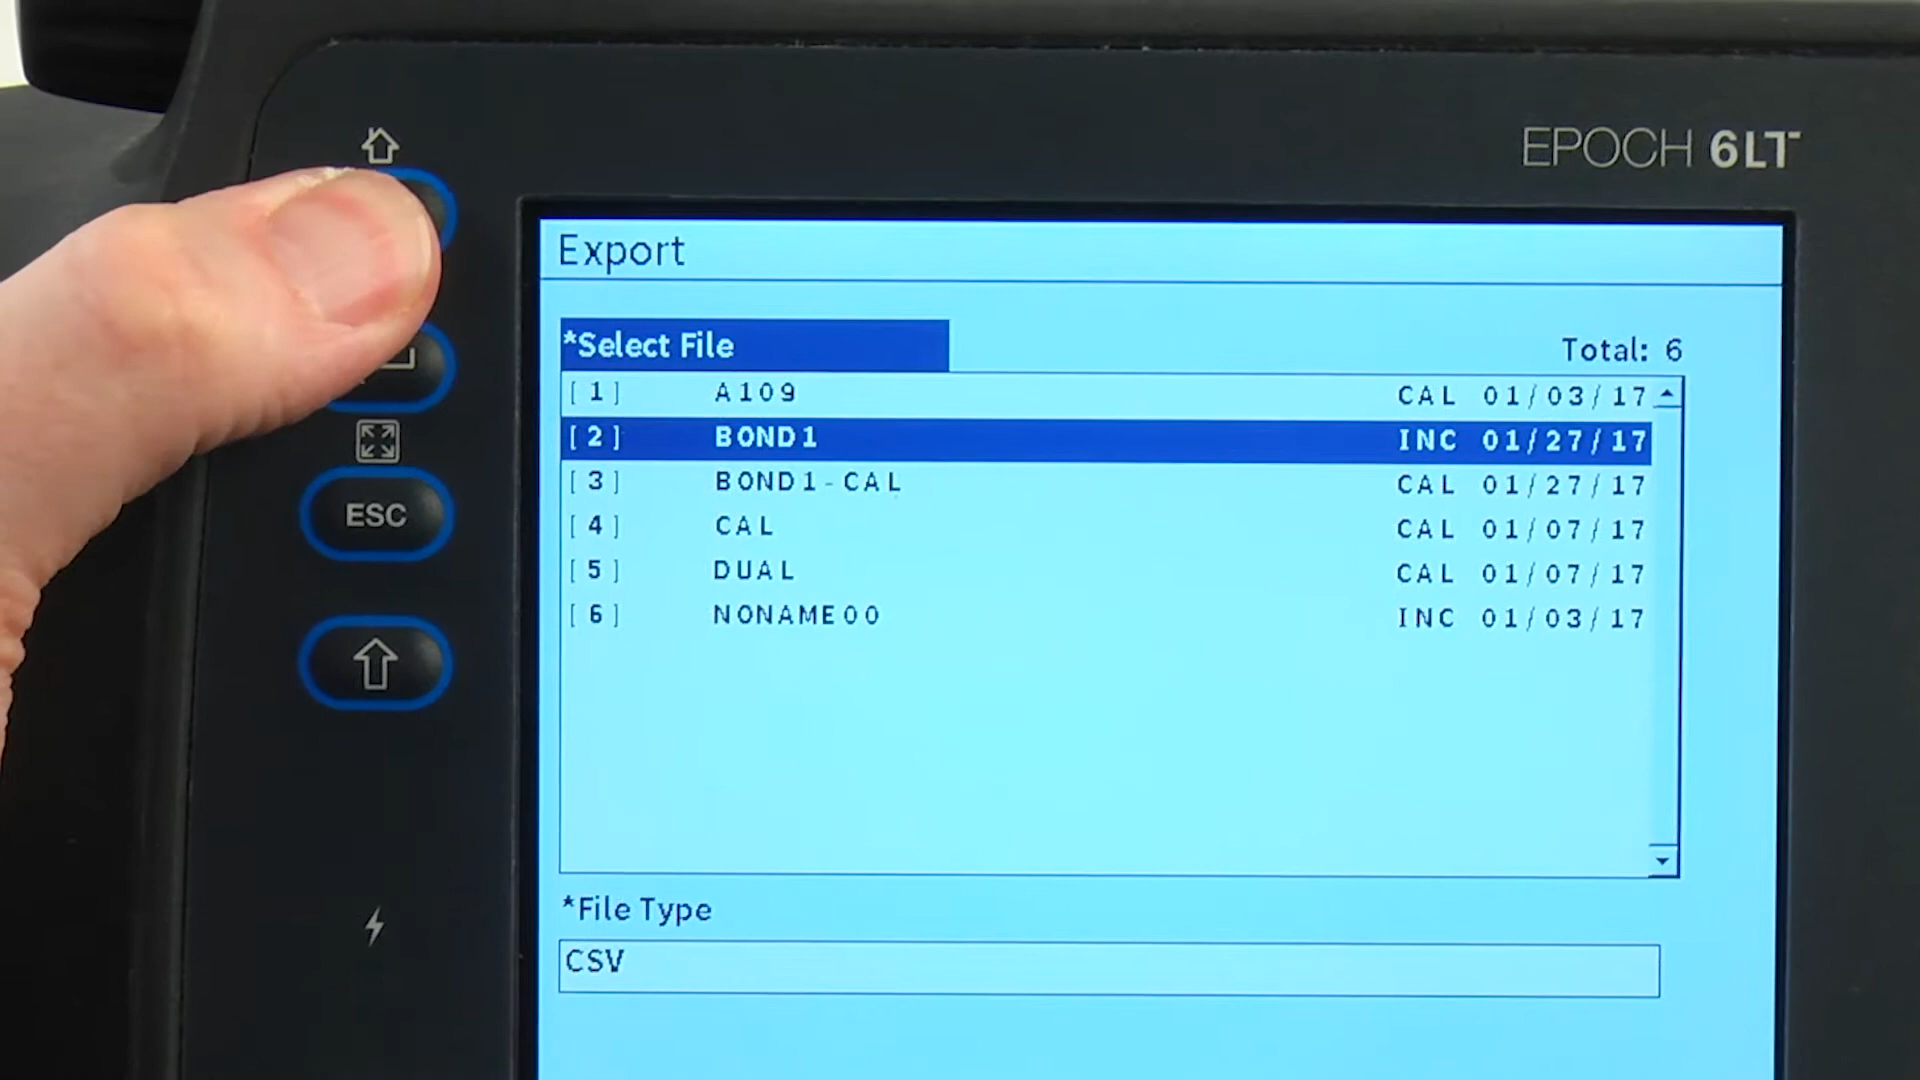 EPOCH 6LT
Export
*Select File
Total: 6
[1] A109 CAL 01/03/17
[2] BOND1 INC 01/27/17
[3] BOND1-CAL CAL 01/27/17
[4] CAL CAL 01/07/17
[5] DUAL CAL 01/07/17
[6] NONAME00 INC 01/03/17
ESC
*File Type
CSV